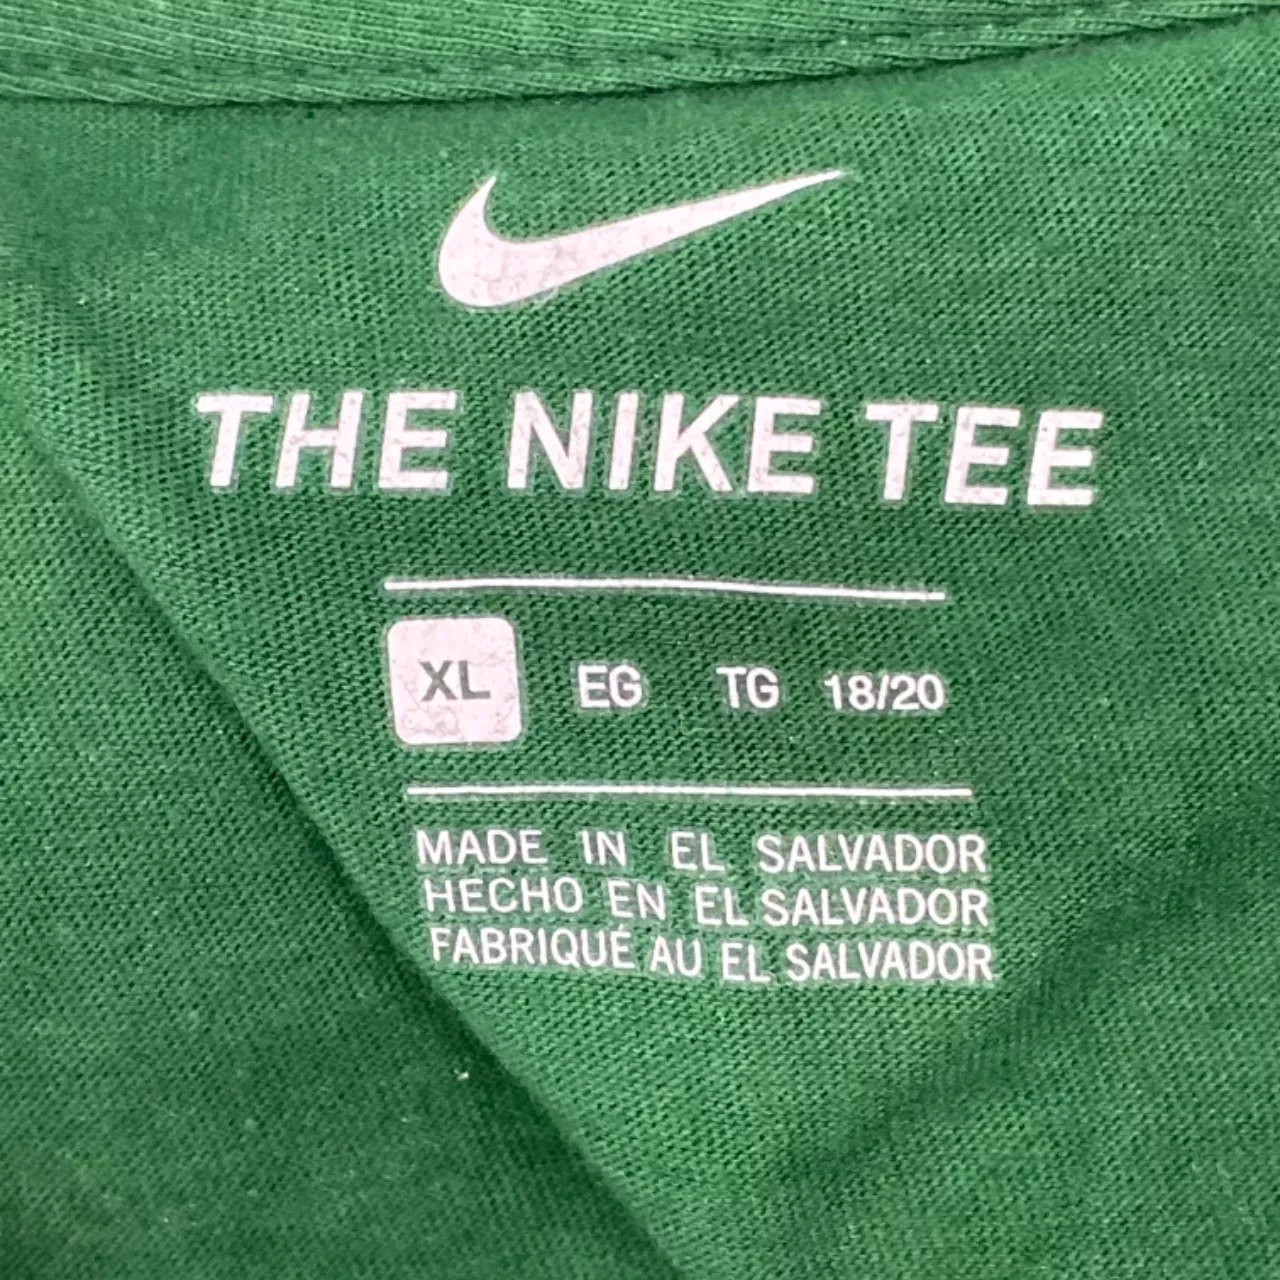 THE NIKE TEE
XL EG TG 18/20
MADE IN EL SALVADOR
HECHO EN EL SALVADOR
FABRIQUÉ AU EL SALVADOR